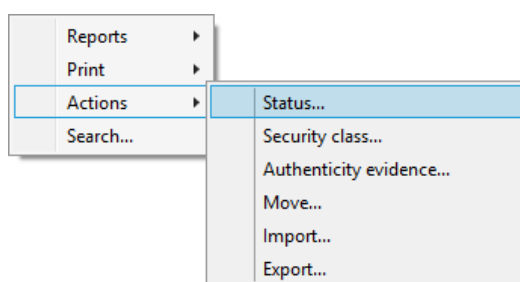 Reports
Print
Actions
Search...
Status...
Security class...
Authenticity evidence...
Move...
Import...
Export...